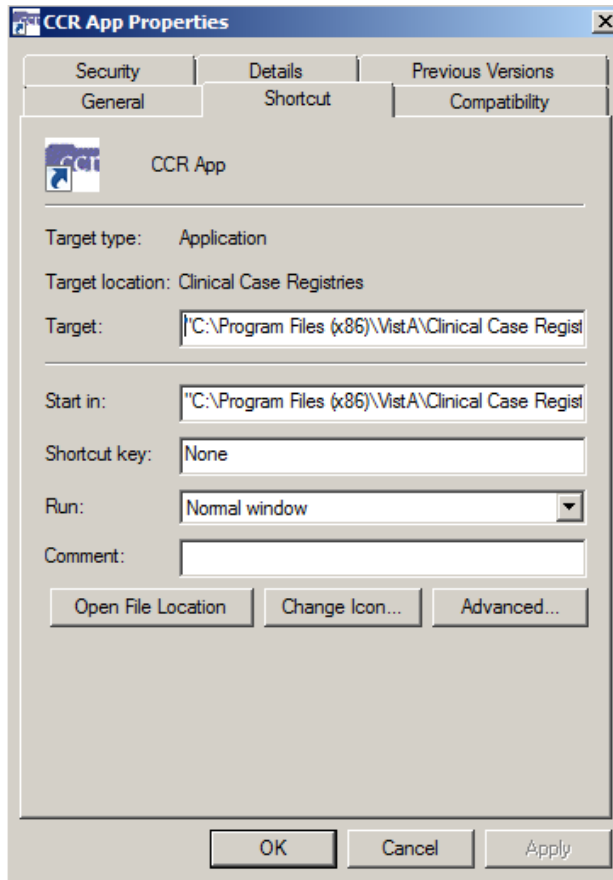 CCR App Properties
Security Details Previous Versions
General Shortcut Compatibility
ccr CCR App
Target type: Application
Target location: Clinical Case Registries
Target: "C:\Program Files (x86)\VistA\Clinical Case Regist
Start in: "C:\Program Files (x86)\VistA\Clinical Case Regist
Shortcut key: None
Run: Normal window
Comment:
Open File Location Change Icon... Advanced...
OK Cancel Apply